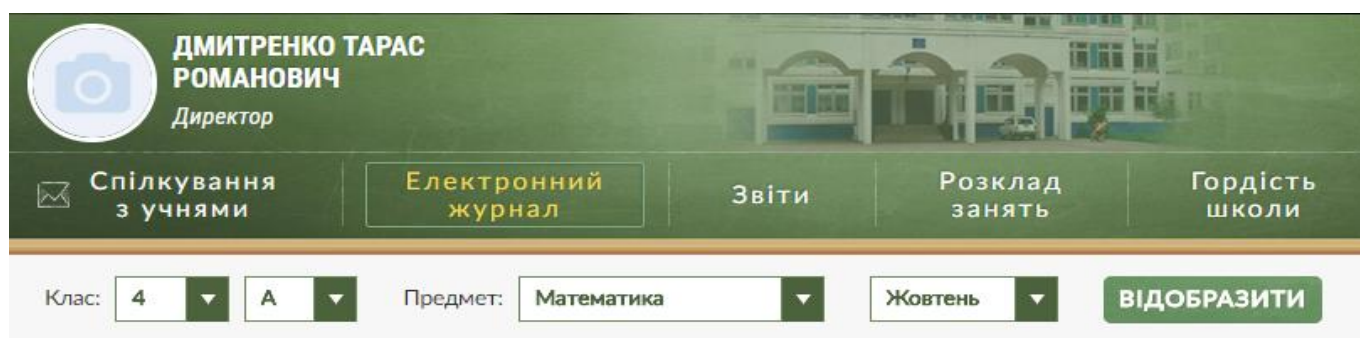 ДМИТРЕНКО ТАРАС
РОМАНОВИЧ
Директор
Спілкування
з учнями
Електронний
журнал
Звіти
Розклад
занять
Гордість
школи
Клас: 4 А Предмет: Математика Жовтень ВІДОБРАЗИТИ